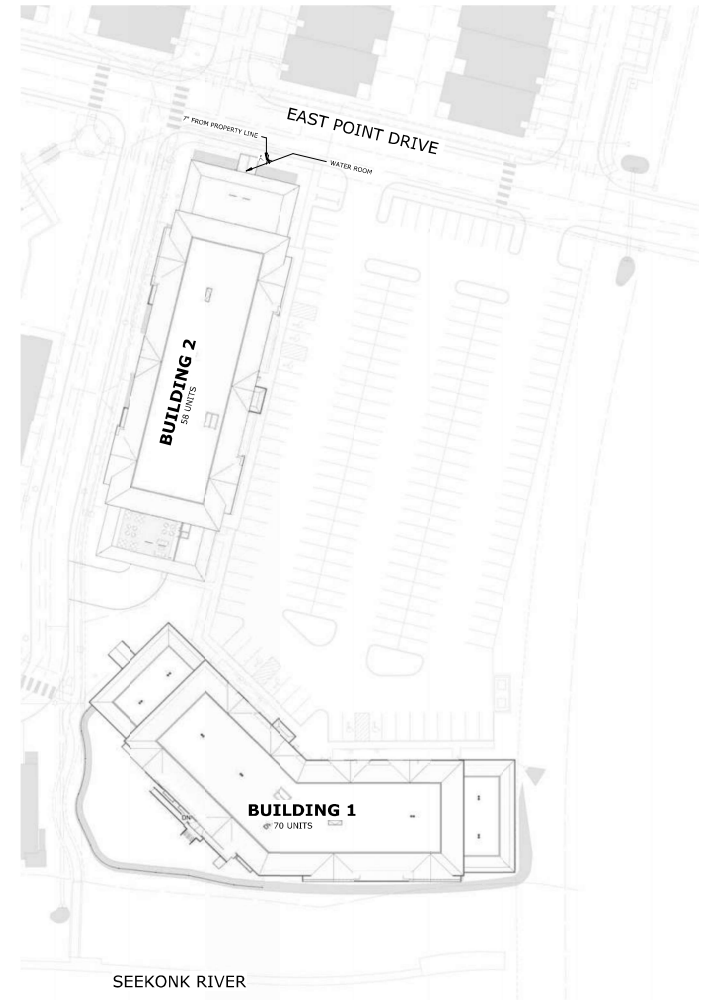 EAST POINT DRIVE
7" FROM PROPERTY LINE
WATER ROOM
BUILDING 2
58 UNITS
DN
BUILDING 1
70 UNITS
SEEKONK RIVER